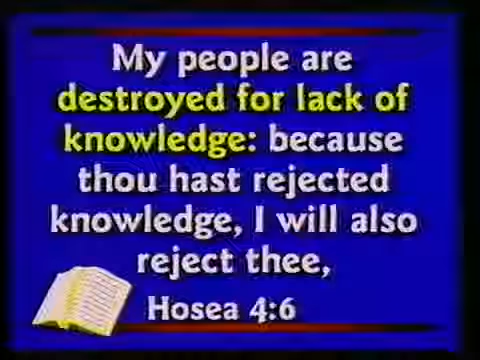 My people are
destroyed for lack of
knowledge: because
thou hast rejected
knowledge, I will also
reject thee,
Hosea 4:6